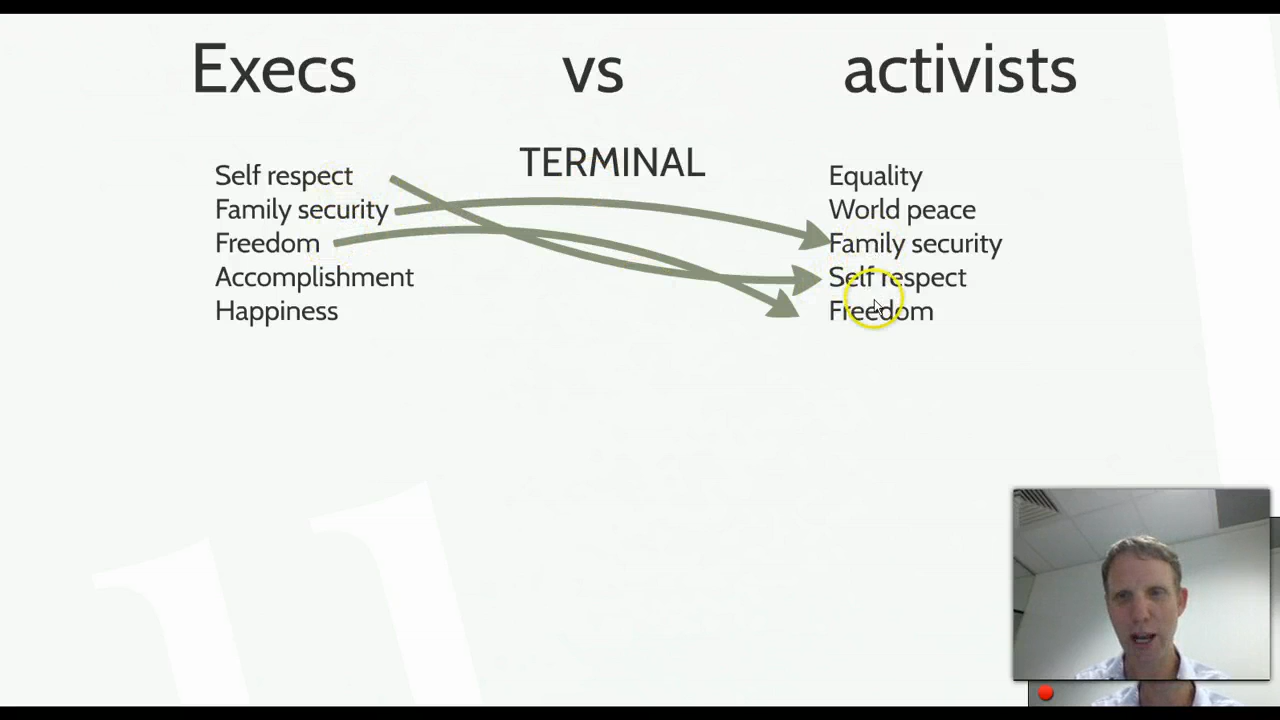 Execs vs activists
TERMINAL
Self respect
Family security
Freedom
Accomplishment
Happiness
Equality
World peace
Family security
Self respect
Freedom